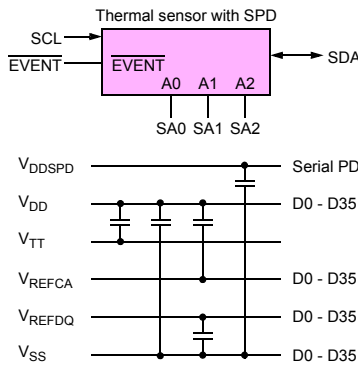 Thermal sensor with SPD
SCL
EVENT EVENT
SDA
A0 A1 A2
SA0 SA1 SA2
VDDSPD Serial PD
VDD D0 - D35
VTT
VREFCA D0 - D35
VREFDQ D0 - D35
VSS D0 - D35